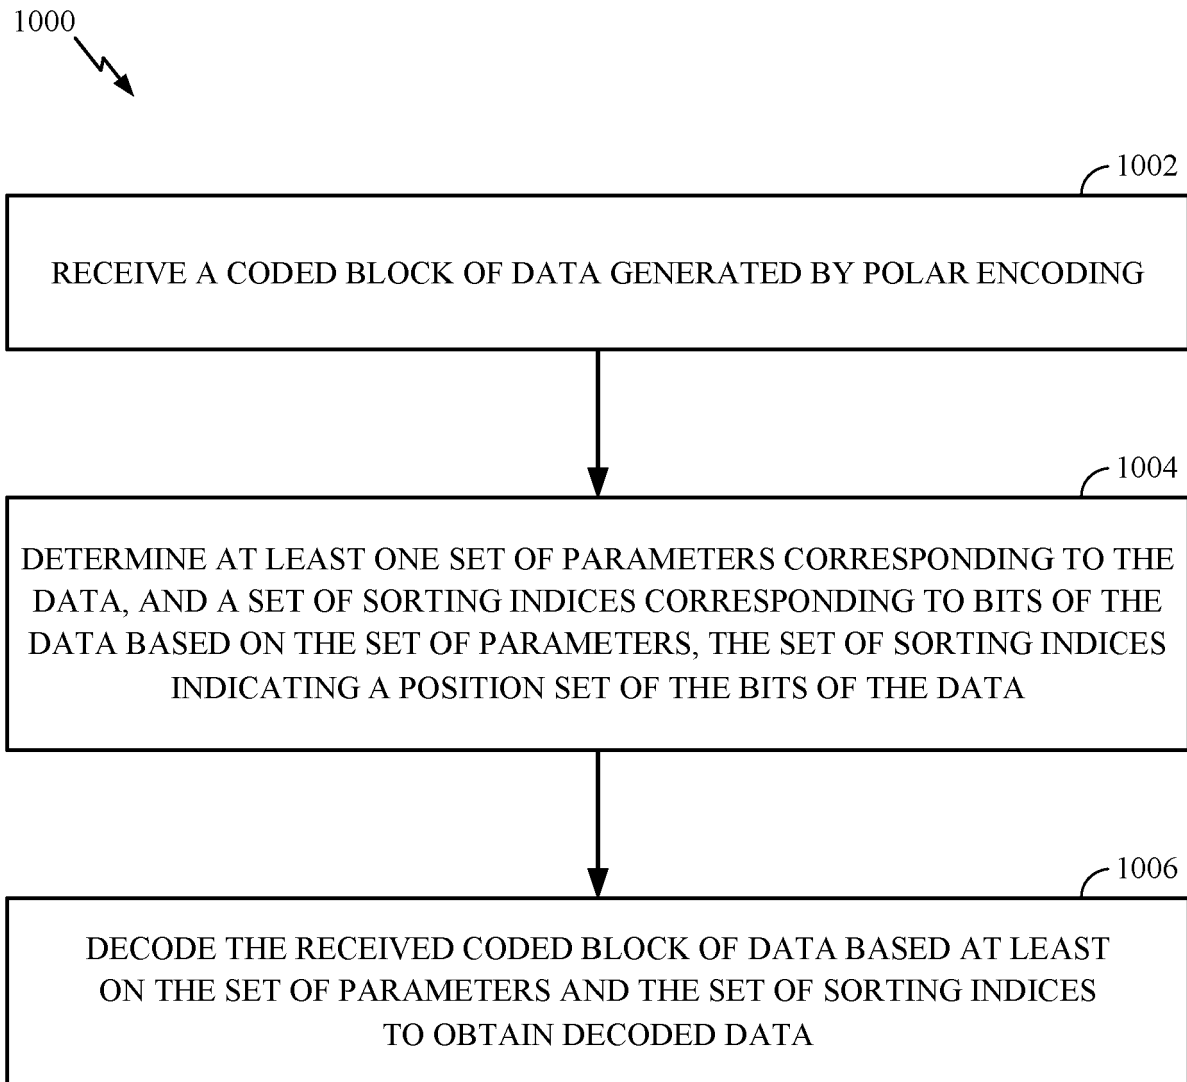 1000
1002
RECEIVE A CODED BLOCK OF DATA GENERATED BY POLAR ENCODING
1004
DETERMINE AT LEAST ONE SET OF PARAMETERS CORRESPONDING TO THE
DATA, AND A SET OF SORTING INDICES CORRESPONDING TO BITS OF THE
DATA BASED ON THE SET OF PARAMETERS, THE SET OF SORTING INDICES
INDICATING A POSITION SET OF THE BITS OF THE DATA
1006
DECODE THE RECEIVED CODED BLOCK OF DATA BASED AT LEAST
ON THE SET OF PARAMETERS AND THE SET OF SORTING INDICES
TO OBTAIN DECODED DATA